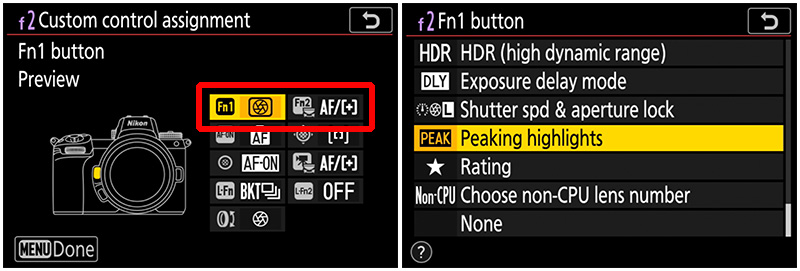 f2 Custom control assignment
Fn1 button
Preview
Nikon
Fn1 Fn2 AF/[+]
AF-ON AF [ ]
AF-ON AF/[+]
L-Fn BKT L-Fn2 OFF
MENU Done
f2 Fn1 button
HDR HDR (high dynamic range)
DLY Exposure delay mode
L Shutter spd & aperture lock
PEAK Peaking highlights
★ Rating
Non-CPU Choose non-CPU lens number
None
?